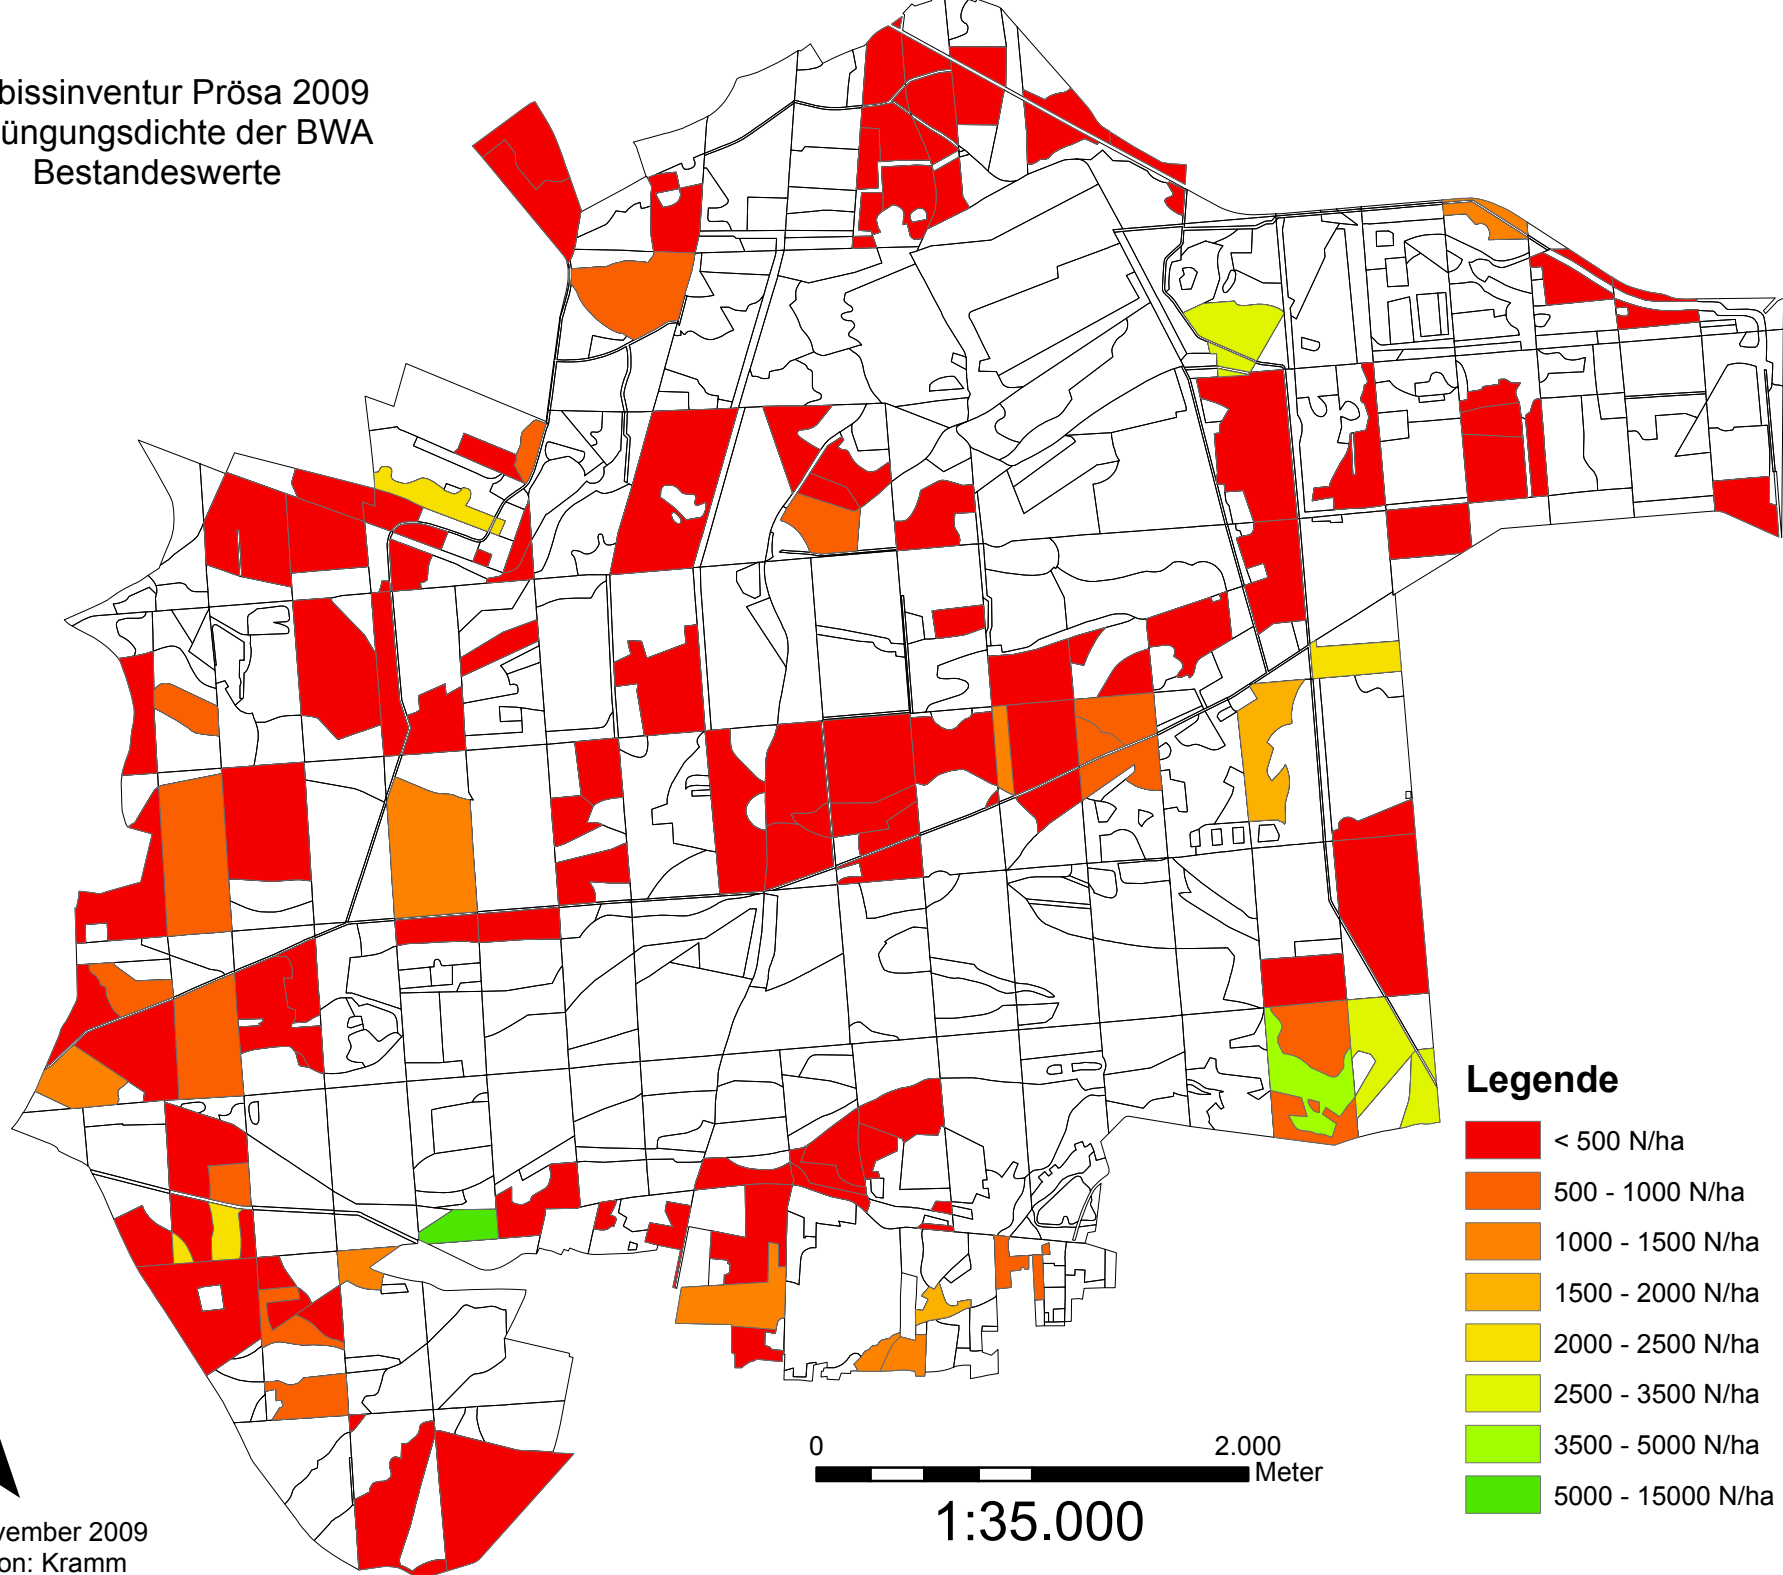 bissinventur Prösa 2009
üngungsdichte der BWA
Bestandeswerte
Legende
< 500 N/ha
500 - 1000 N/ha
1000 - 1500 N/ha
1500 - 2000 N/ha
2000 - 2500 N/ha
2500 - 3500 N/ha
3500 - 5000 N/ha
5000 - 15000 N/ha
0 2.000
Meter
1:35.000
vember 2009
on: Kramm